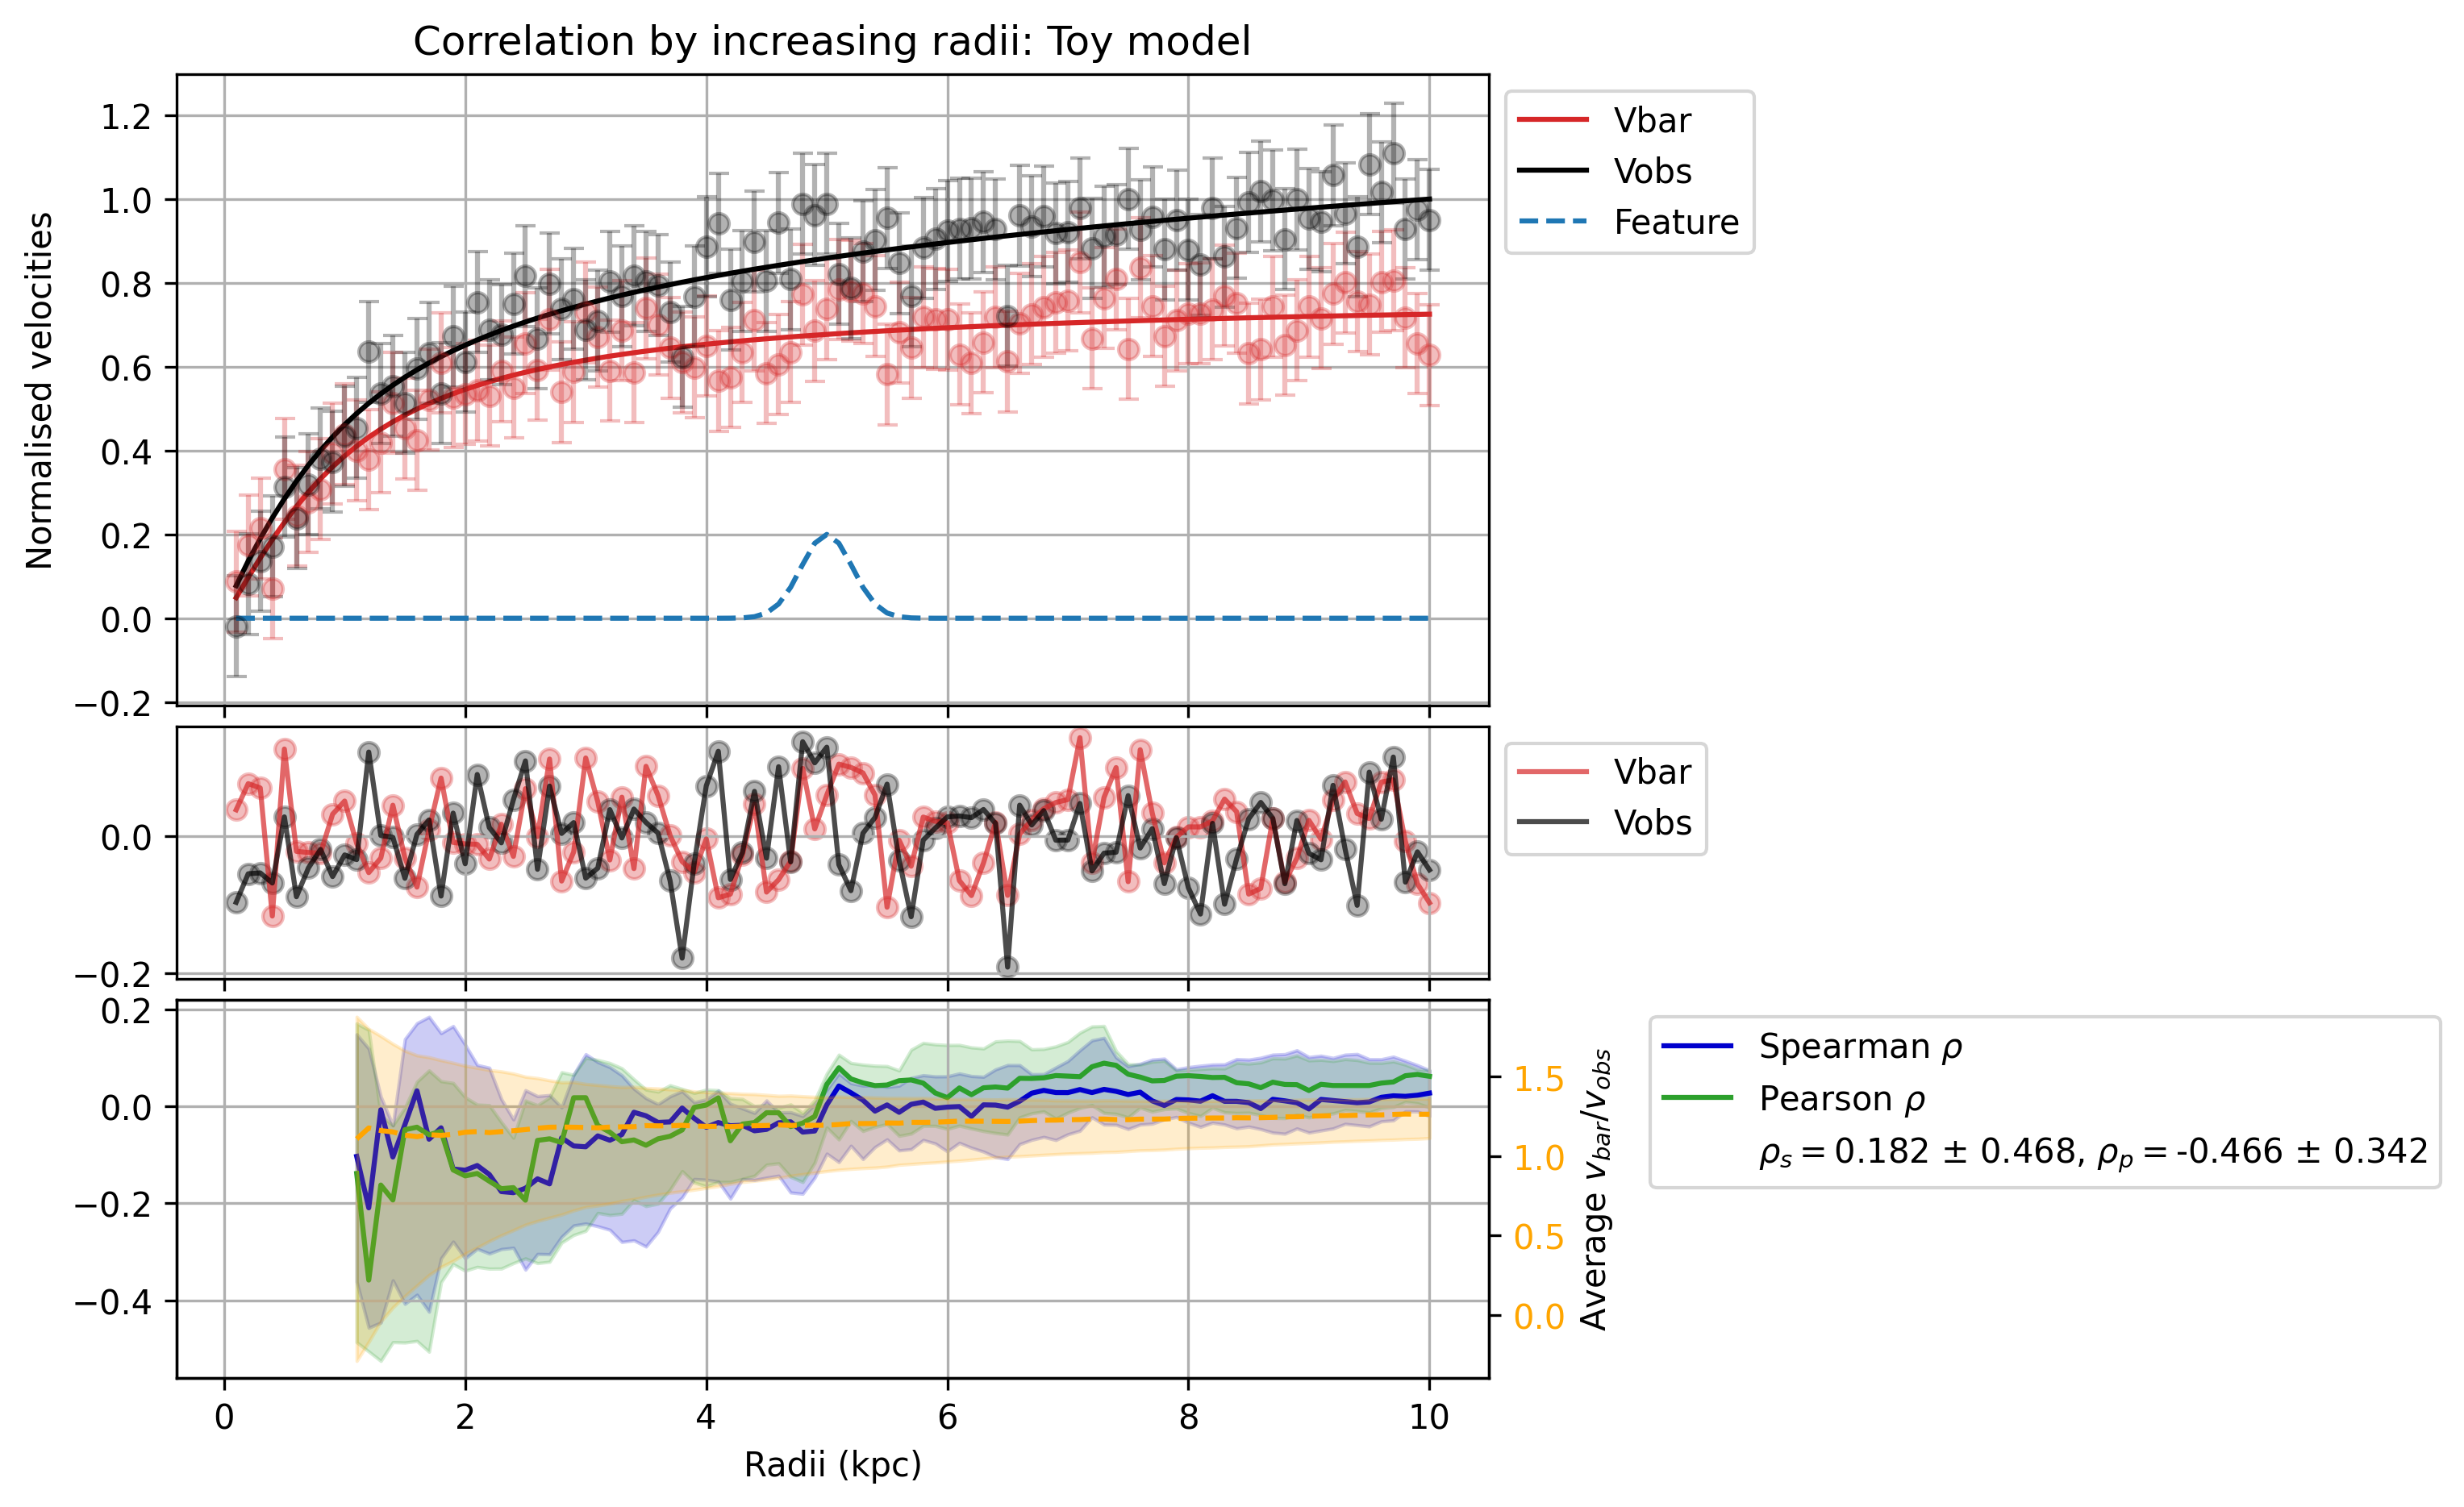 Correlation by increasing radii: Toy model
Normalised velocities
1.2
1.0
0.8
0.6
0.4
0.2
0.0
−0.2
Vbar
Vobs
Feature
0.0
−0.2
Vbar
Vobs
0.2
0.0
−0.2
−0.4
1.5
1.0
0.5
0.0
Average v_bar/v_obs
Spearman ρ
Pearson ρ
ρ_s = 0.182 ± 0.468, ρ_p = -0.466 ± 0.342
0 2 4 6 8 10
Radii (kpc)